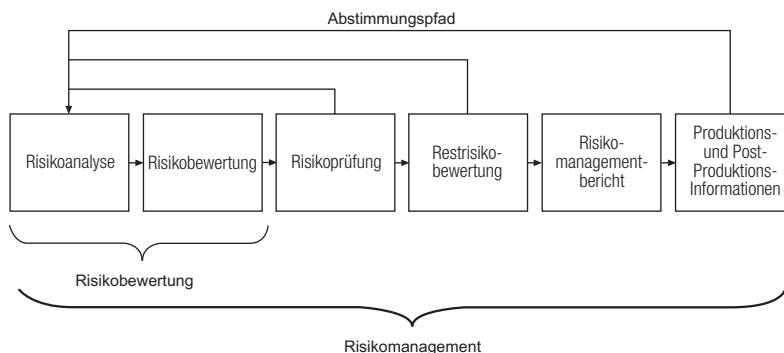 Abstimmungspfad
Risikoanalyse
Risikobewertung
Risikoprüfung
Restrisiko-
bewertung
Risiko-
management-
bericht
Produktions-
und Post-
Produktions-
Informationen
Risikobewertung
Risikomanagement